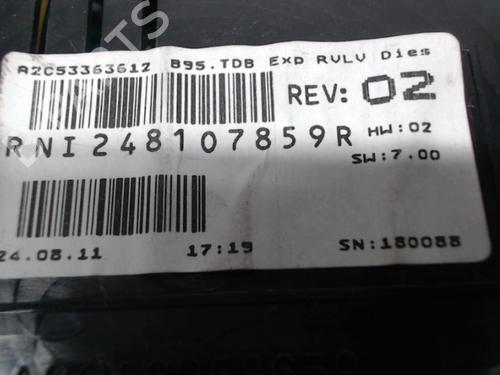 A2C53363612 B95.TDB Exp RVLV Dies
REV: 02
RNI248107859R HW:02
SW:7.00
24.08.11 17:19 SN:180088